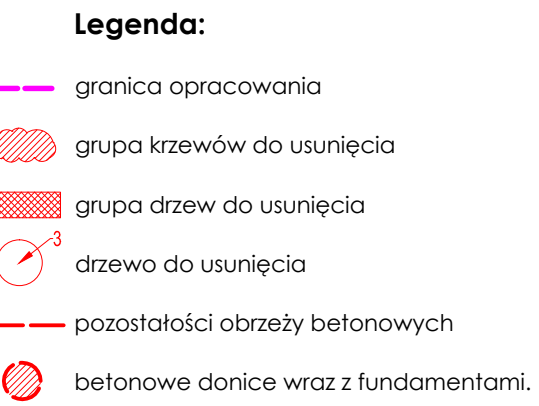 Legenda:
granica opracowania
grupa krzewów do usunięcia
grupa drzew do usunięcia
3
drzewo do usunięcia
pozostałości obrzeży betonowych
betonowe donice wraz z fundamentami.